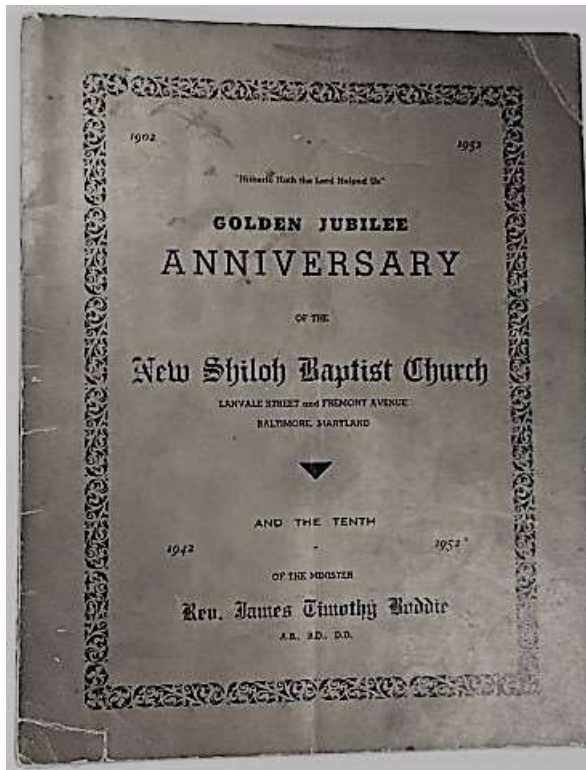 1902 1952
"Hitherto Hath the Lord Helped Us"
GOLDEN JUBILEE
ANNIVERSARY
OF THE
New Shiloh Baptist Church
LANVALE STREET and FREMONT AVENUE
BALTIMORE, MARYLAND
AND THE TENTH
1942 - 1952
OF THE MINISTER
Rev. James Timothy Boddie
A.B., B.D., D.D.